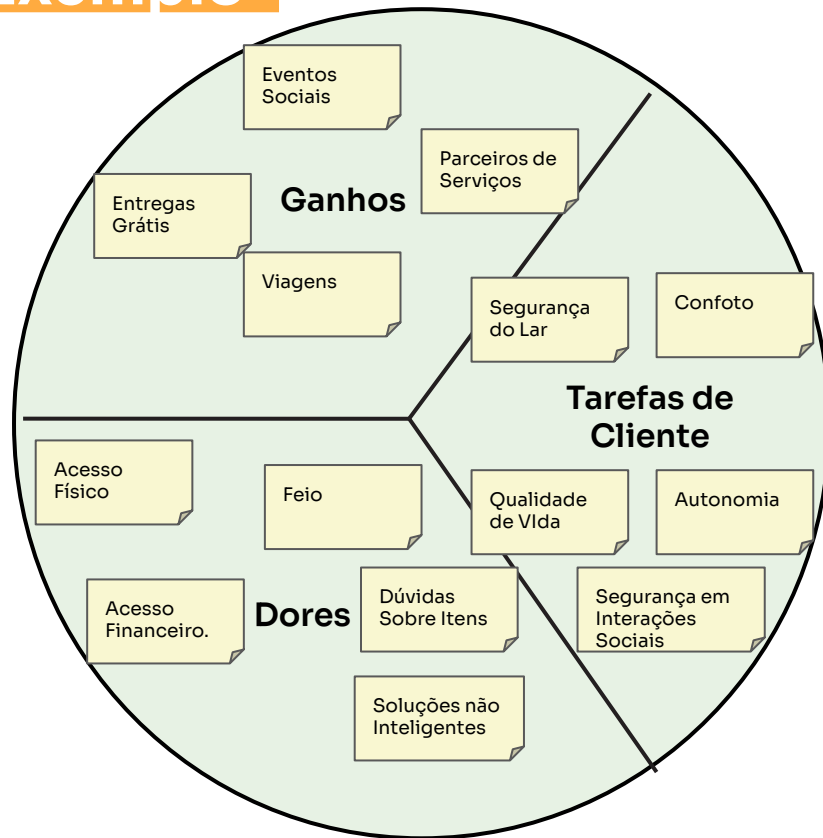 Exemplo
Eventos
Sociais
Parceiros de
Serviços
Entregas
Grátis
Ganhos
Viagens
Segurança
do Lar
Confoto
Tarefas de
Cliente
Acesso
Físico
Feio
Qualidade
de VIda
Autonomia
Acesso
Financeiro.
Dores
Dúvidas
Sobre Itens
Segurança em
Interações
Sociais
Soluções não
Inteligentes